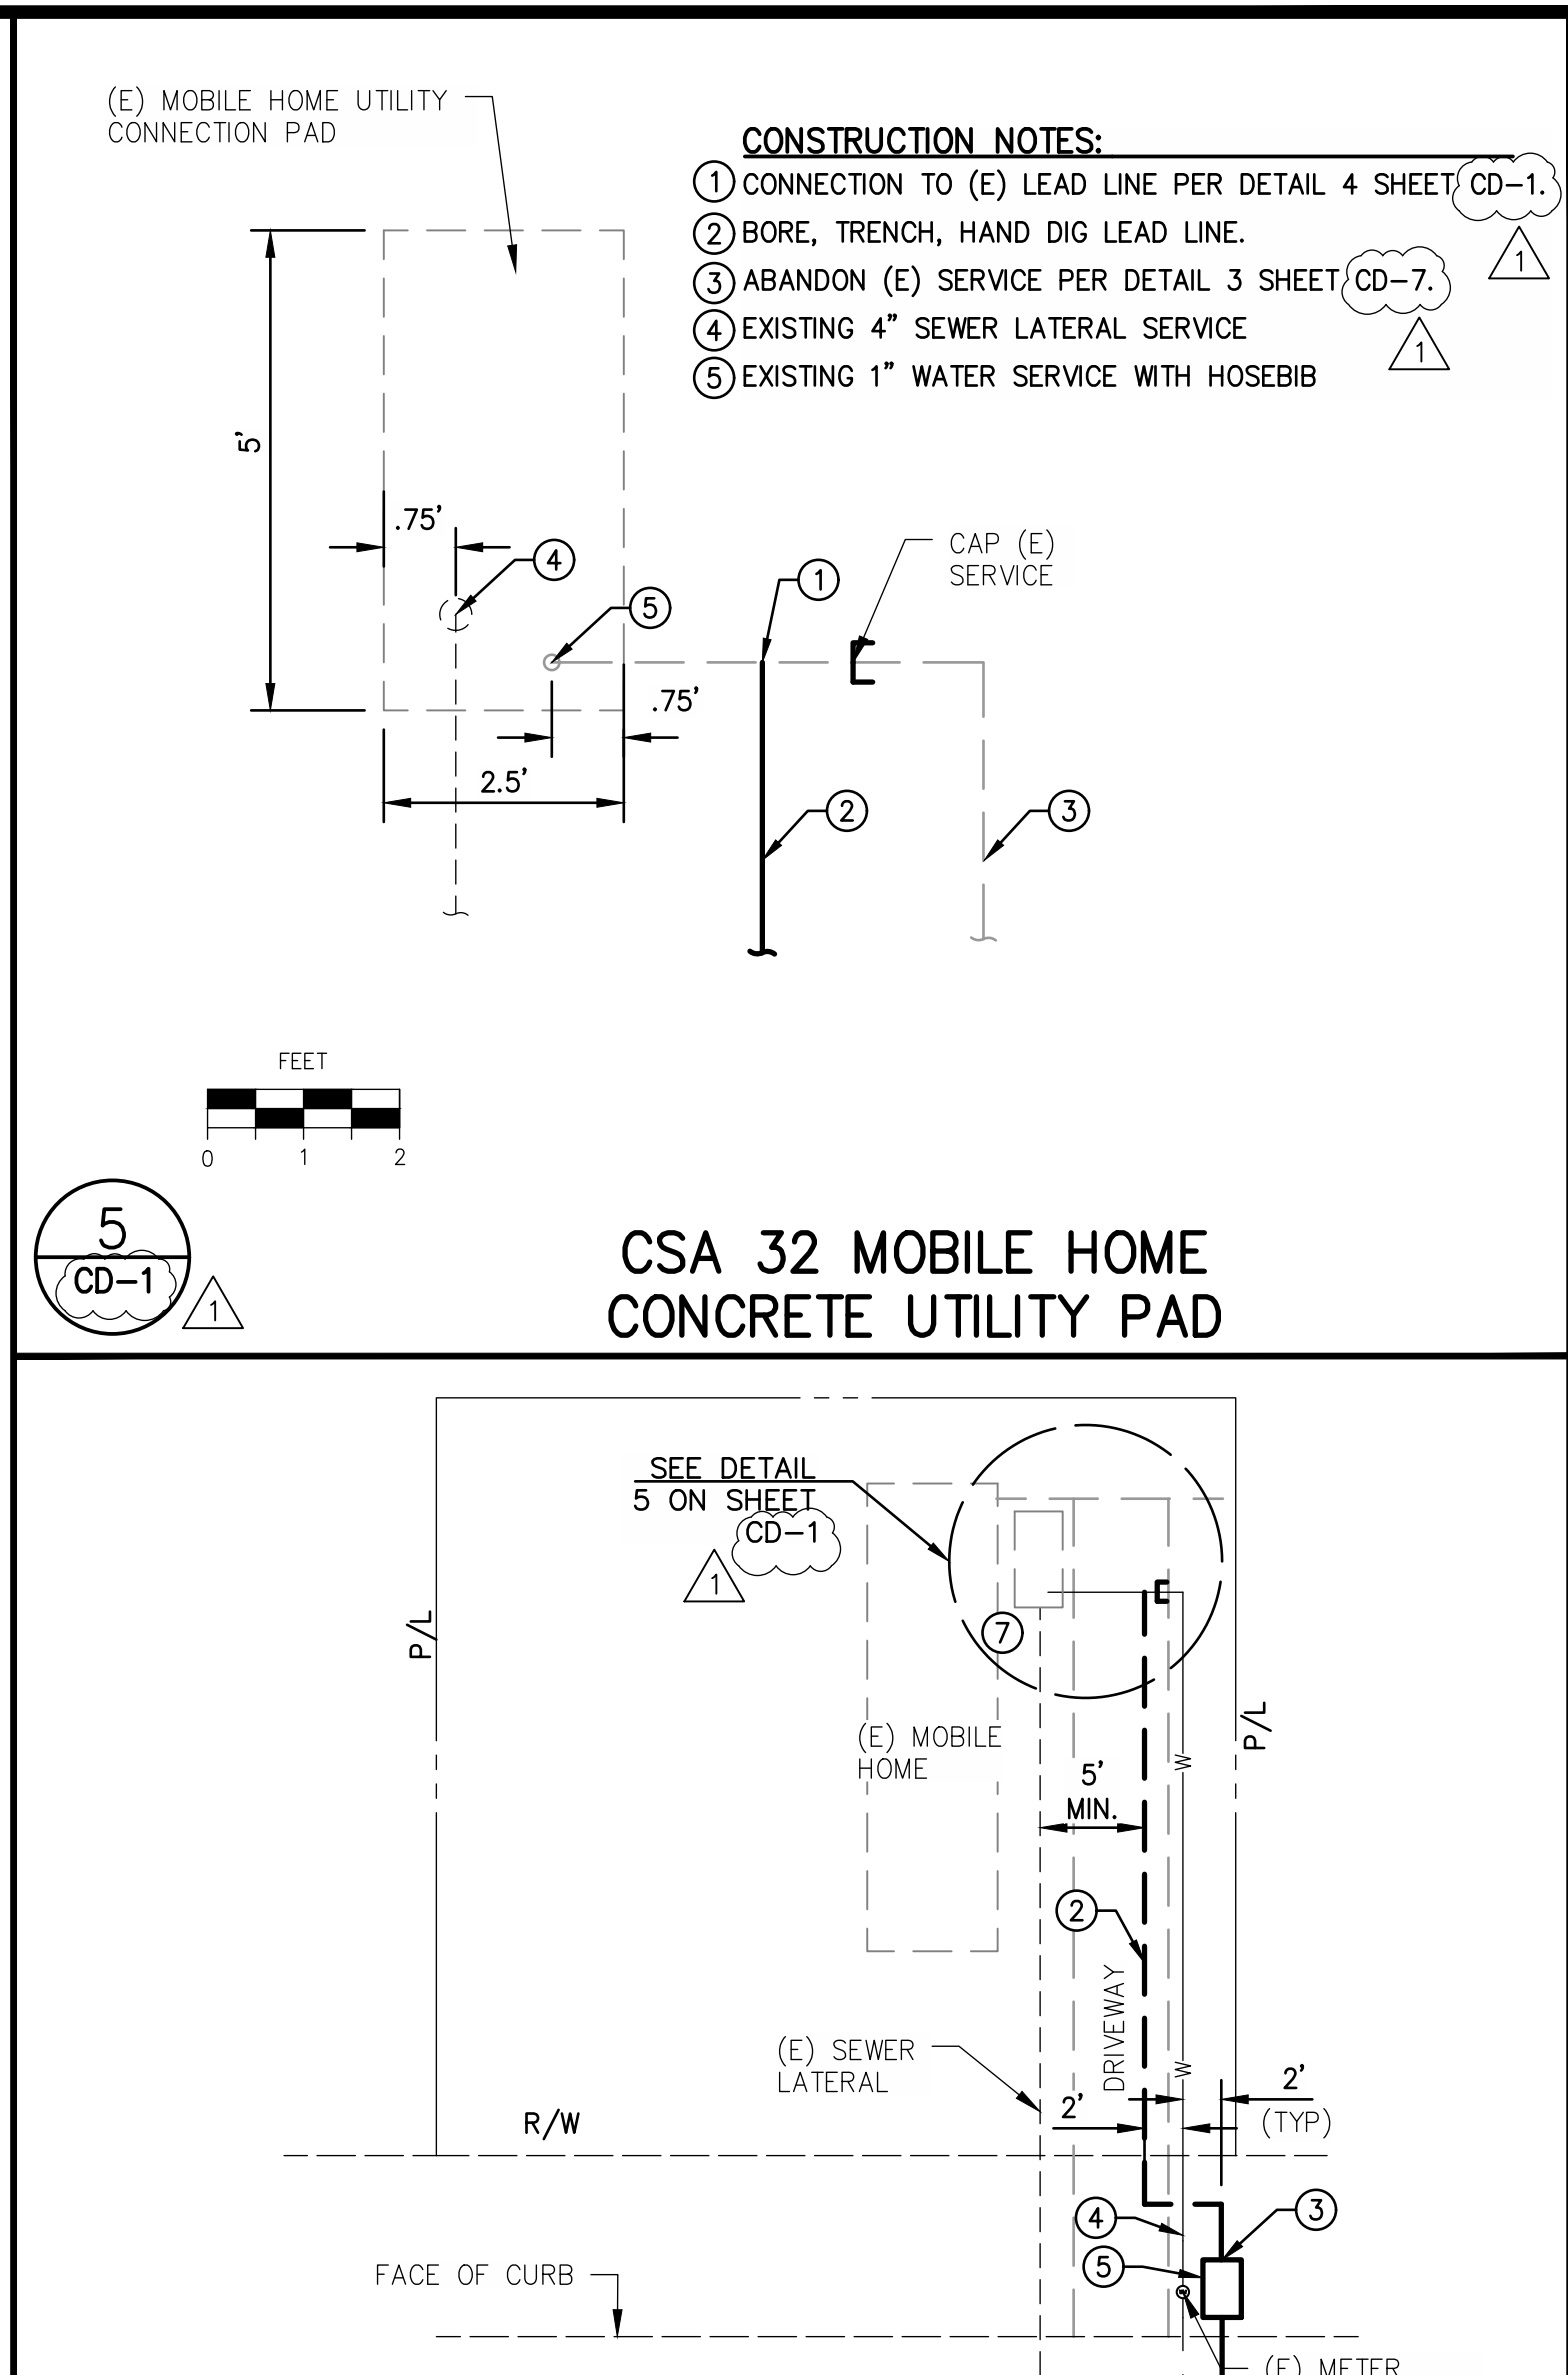 (E) MOBILE HOME UTILITY
CONNECTION PAD
CONSTRUCTION NOTES:
1 CONNECTION TO (E) LEAD LINE PER DETAIL 4 SHEET CD-1.
2 BORE, TRENCH, HAND DIG LEAD LINE.
1
3 ABANDON (E) SERVICE PER DETAIL 3 SHEET CD-7.
4 EXISTING 4" SEWER LATERAL SERVICE
1
5 EXISTING 1" WATER SERVICE WITH HOSEBIB
5'
.75'
4
CAP (E)
SERVICE
1
5
.75'
2.5'
2
3
FEET
0 1 2
5
CD-1
1
CSA 32 MOBILE HOME
CONCRETE UTILITY PAD
SEE DETAIL
5 ON SHEET
CD-1
1
P/L
7
P/L
(E) MOBILE
HOME
W
5'
MIN.
2
DRIVEWAY
(E) SEWER
LATERAL
W
2'
(TYP)
2'
R/W
4
3
5
FACE OF CURB
(E) METER